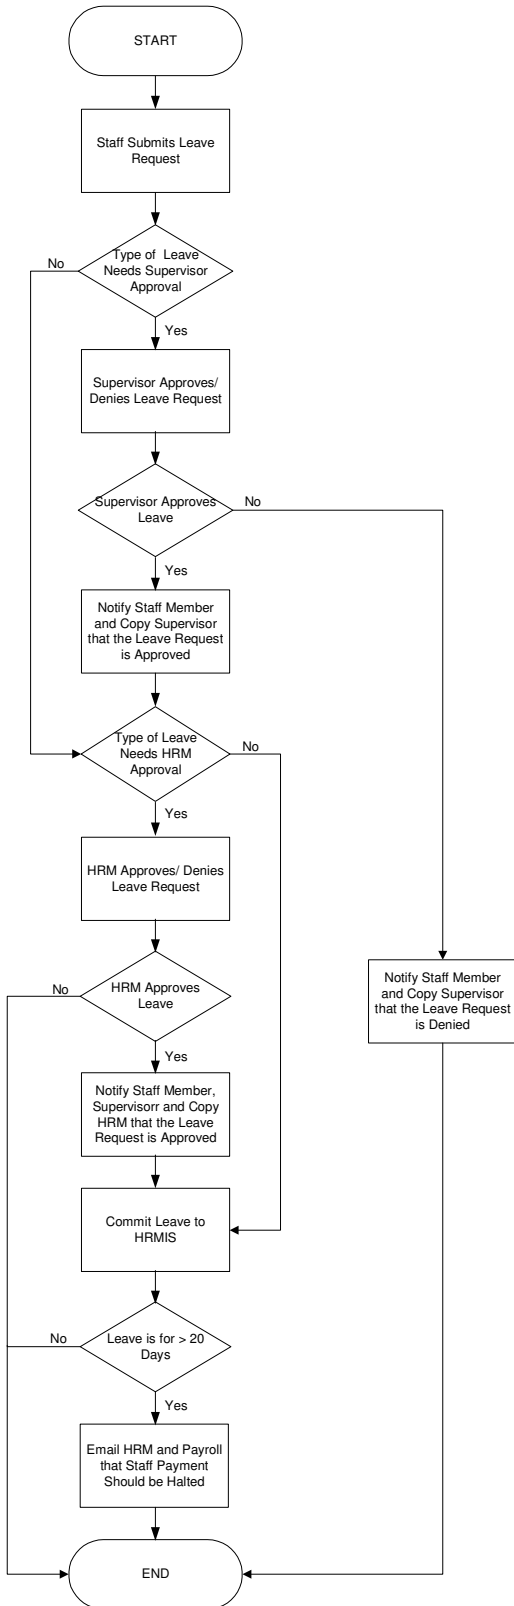 START
Staff Submits Leave
Request
Type of Leave
Needs Supervisor
Approval
No
Yes
Supervisor Approves/
Denies Leave Request
Supervisor Approves
Leave
No
Yes
Notify Staff Member
and Copy Supervisor
that the Leave Request
is Approved
Type of Leave
Needs HRM
Approval
No
Yes
HRM Approves/ Denies
Leave Request
HRM Approves
Leave
No
Yes
Notify Staff Member
and Copy Supervisor
that the Leave Request
is Denied
Notify Staff Member,
Supervisorr and Copy
HRM that the Leave
Request is Approved
Commit Leave to
HRMIS
Leave is for > 20
Days
No
Yes
Email HRM and Payroll
that Staff Payment
Should be Halted
END